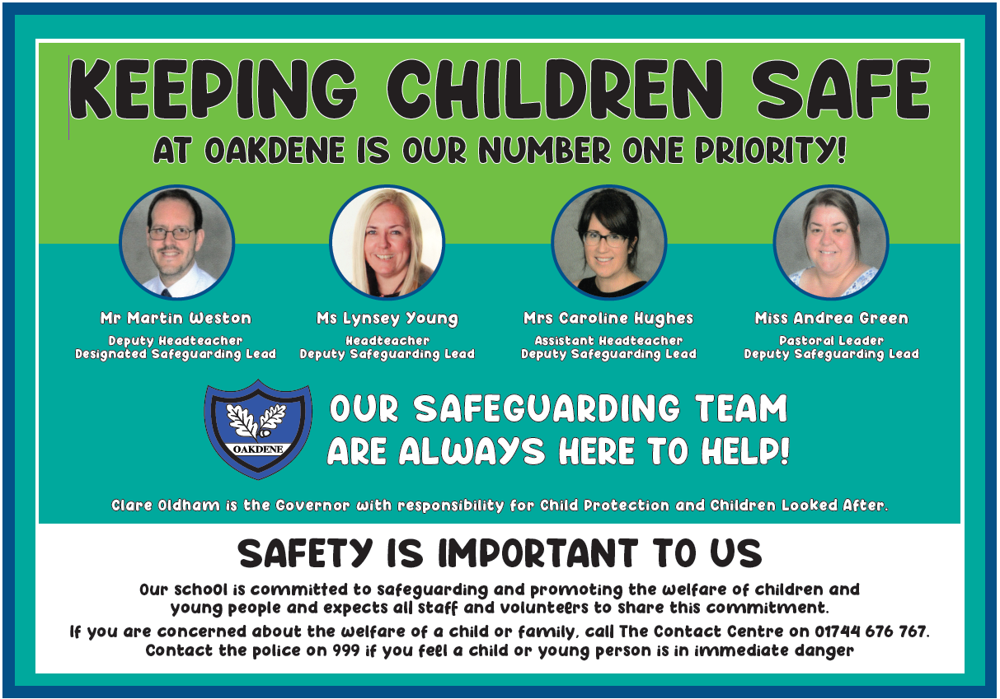 KEEPING CHILDREN SAFE
AT OAKDENE IS OUR NUMBER ONE PRIORITY!
Mr Martin Weston
Deputy Headteacher
Designated Safeguarding Lead
Ms Lynsey Young
Headteacher
Deputy Safeguarding Lead
Mrs Caroline Hughes
Assistant Headteacher
Deputy Safeguarding Lead
Miss Andrea Green
Pastoral Leader
Deputy Safeguarding Lead
OAKDENE
OUR SAFEGUARDING TEAM
ARE ALWAYS HERE TO HELP!
Clare Oldham is the Governor with responsibility for Child Protection and Children Looked After.
SAFETY IS IMPORTANT TO US
Our school is committed to safeguarding and promoting the welfare of children and
young people and expects all staff and volunteers to share this commitment.
If you are concerned about the welfare of a child or family, call The Contact Centre on 01744 676 767.
Contact the police on 999 if you feel a child or young person is in immediate danger